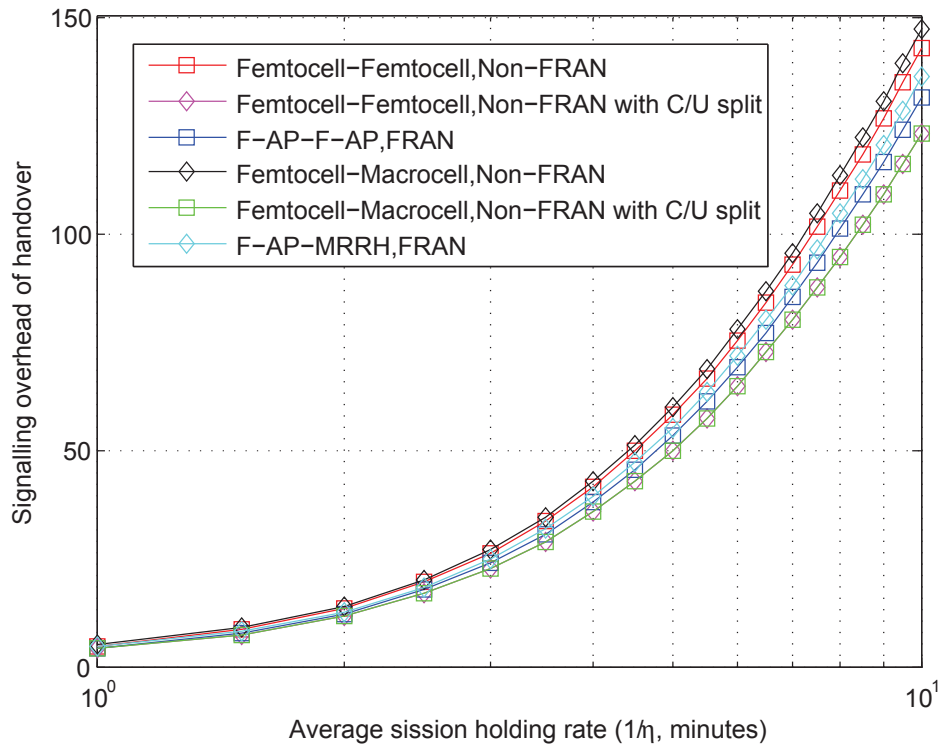 150
Femtocell−Femtocell,Non−FRAN
Femtocell−Femtocell,Non−FRAN with C/U split
F−AP−F−AP,FRAN
Femtocell−Macrocell,Non−FRAN
Femtocell−Macrocell,Non−FRAN with C/U split
F−AP−MRRH,FRAN
100
50
0
Signalling overhead of handover
10⁰ 10¹
Average sission holding rate (1/η, minutes)